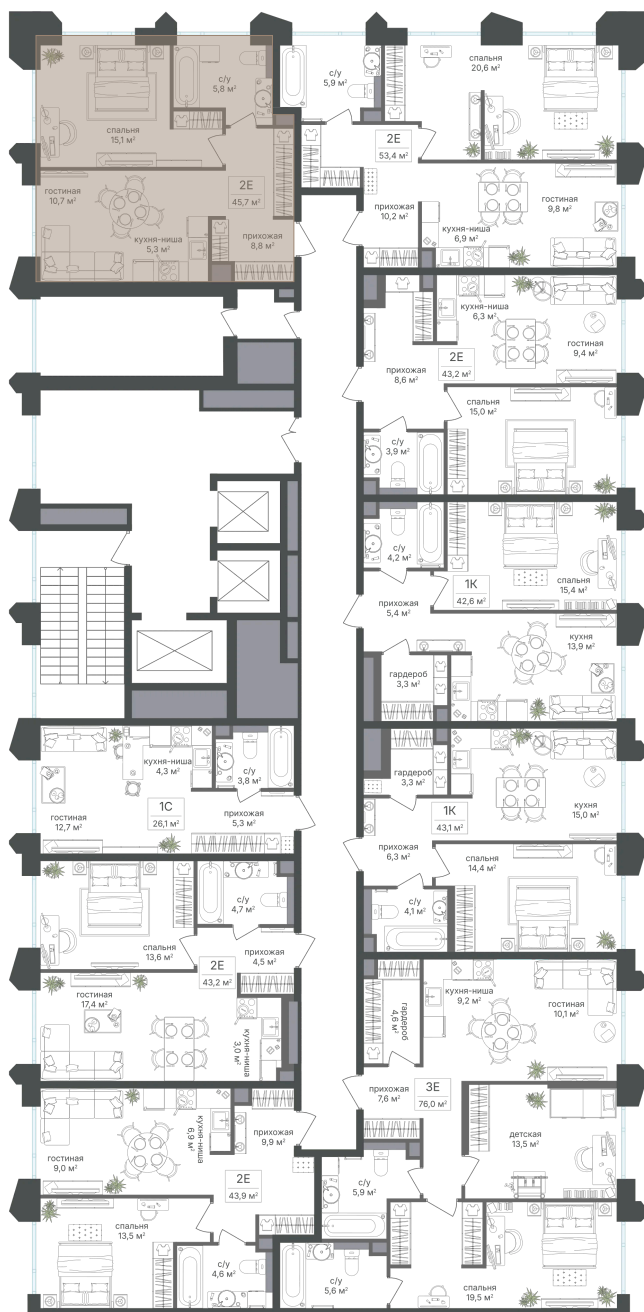 с/у
5,8 м²
спальня
15,1 м²
гостиная
10,7 м²
2Е
45,7 м²
кухня-ниша
5,3 м²
прихожая
8,8 м²
с/у
5,9 м²
спальня
20,6 м²
2Е
53,4 м²
прихожая
10,2 м²
гостиная
9,8 м²
кухня-ниша
6,9 м²
кухня-ниша
6,3 м²
гостиная
9,4 м²
2Е
43,2 м²
прихожая
8,6 м²
спальня
15,0 м²
с/у
3,9 м²
с/у
4,2 м²
1К
42,6 м²
спальня
15,4 м²
прихожая
5,4 м²
кухня
13,9 м²
гардероб
3,3 м²
кухня-ниша
4,3 м²
с/у
3,8 м²
1С
26,1 м²
гостиная
12,7 м²
прихожая
5,3 м²
гардероб
3,3 м²
кухня
15,0 м²
1К
43,1 м²
прихожая
6,3 м²
спальня
14,4 м²
с/у
4,1 м²
с/у
4,7 м²
спальня
13,6 м²
прихожая
4,5 м²
2Е
43,2 м²
гостиная
17,4 м²
кухня-ниша
3,0 м²
гардероб
4,6 м²
кухня-ниша
9,2 м²
гостиная
10,1 м²
прихожая
7,6 м²
3Е
76,0 м²
детская
13,5 м²
кухня-ниша
6,9 м²
прихожая
9,9 м²
гостиная
9,0 м²
2Е
43,9 м²
спальня
13,5 м²
с/у
4,6 м²
с/у
5,9 м²
с/у
5,6 м²
спальня
19,5 м²